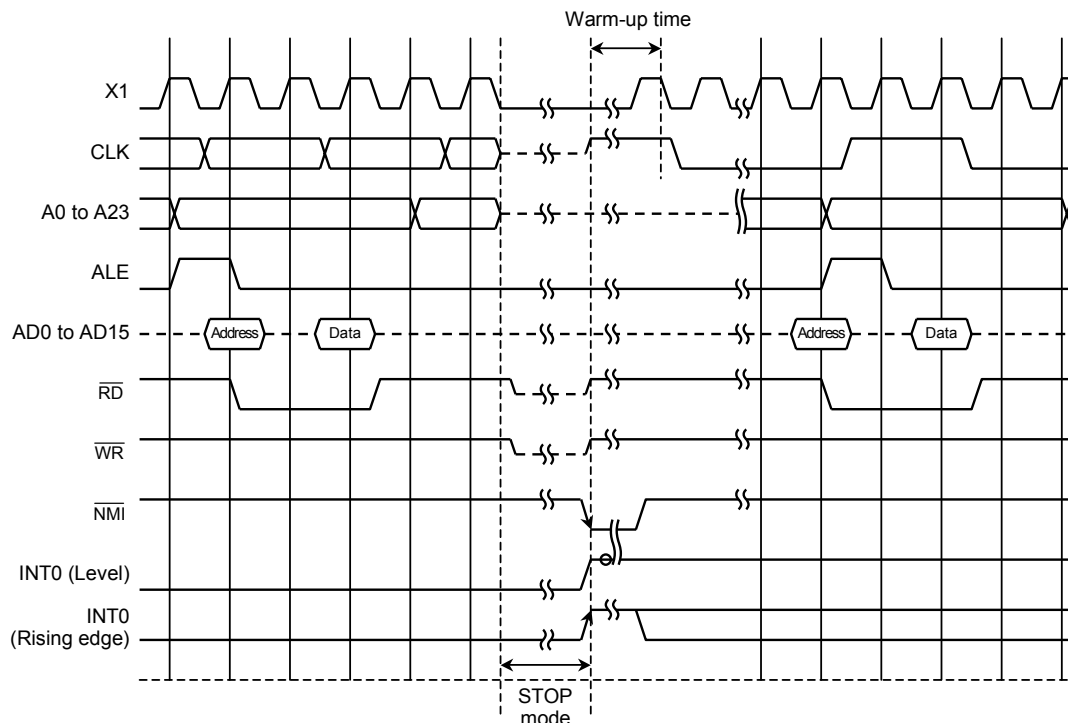 Warm-up time
X1
CLK
A0 to A23
ALE
AD0 to AD15
Address
Data
Address
Data
RD
WR
NMI
INT0 (Level)
INT0
(Rising edge)
STOP
mode